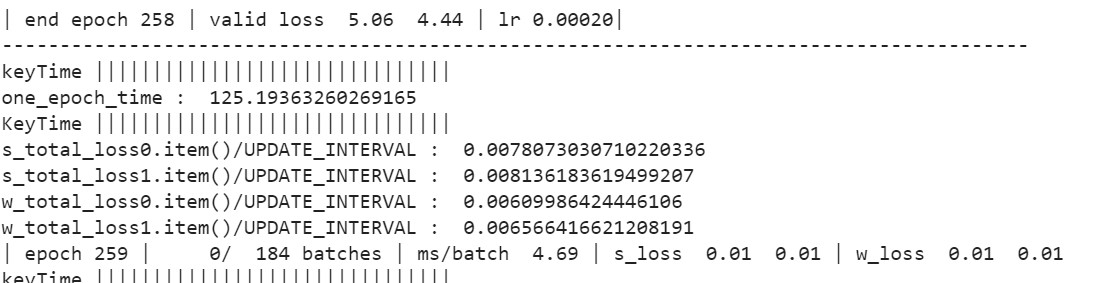 | end epoch 258 | valid loss  5.06  4.44 | lr 0.00020|
-----------------------------------------------------------------------------------------
keyTime |||||||||||||||||||||||||||||||
one_epoch_time :  125.19363260269165
KeyTime |||||||||||||||||||||||||||||||
s_total_loss0.item()/UPDATE_INTERVAL :  0.0078073030710220336
s_total_loss1.item()/UPDATE_INTERVAL :  0.008136183619499207
w_total_loss0.item()/UPDATE_INTERVAL :  0.00609986424446106
w_total_loss1.item()/UPDATE_INTERVAL :  0.006566416621208191
| epoch 259 |     0/  184 batches | ms/batch  4.69 | s_loss  0.01  0.01 | w_loss  0.01  0.01
keyTime |||||||||||||||||||||||||||||||